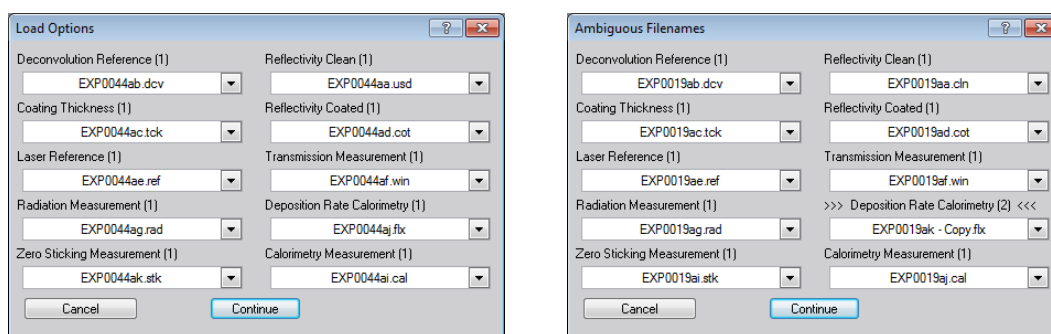 Load Options
Deconvolution Reference (1) Reflectivity Clean (1)
EXP0044ab.dcv EXP0044aa.usd
Coating Thickness (1) Reflectivity Coated (1)
EXP0044ac.tck EXP0044ad.cot
Laser Reference (1) Transmission Measurement (1)
EXP0044ae.ref EXP0044af.win
Radiation Measurement (1) Deposition Rate Calorimetry (1)
EXP0044ag.rad EXP0044aj.flx
Zero Sticking Measurement (1) Calorimetry Measurement (1)
EXP0044ak.stk EXP0044ai.cal
Cancel Continue
Ambiguous Filenames
Deconvolution Reference (1) Reflectivity Clean (1)
EXP0019ab.dcv EXP0019aa.cln
Coating Thickness (1) Reflectivity Coated (1)
EXP0019ac.tck EXP0019ad.cot
Laser Reference (1) Transmission Measurement (1)
EXP0019ae.ref EXP0019af.win
Radiation Measurement (1) >>> Deposition Rate Calorimetry (2) <<<
EXP0019ag.rad EXP0019ak - Copy.flx
Zero Sticking Measurement (1) Calorimetry Measurement (1)
EXP0019ai.stk EXP0019aj.cal
Cancel Continue